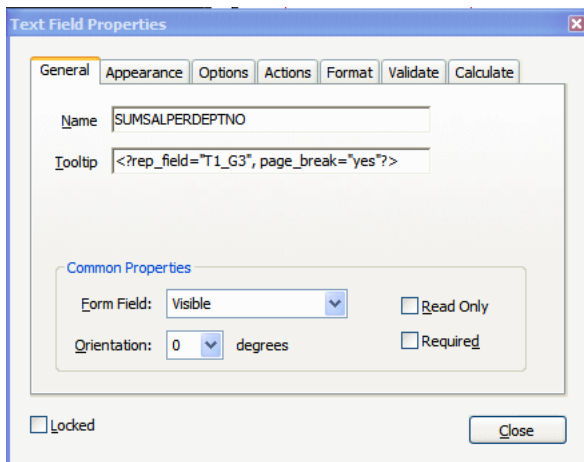 Text Field Properties
General Appearance Options Actions Format Validate Calculate
Name SUMSALPERDEPTNO
Tooltip <?rep_field="T1_G3", page_break="yes"?>
Common Properties
Form Field: Visible Read Only
Orientation: 0 degrees Required
Locked
Close